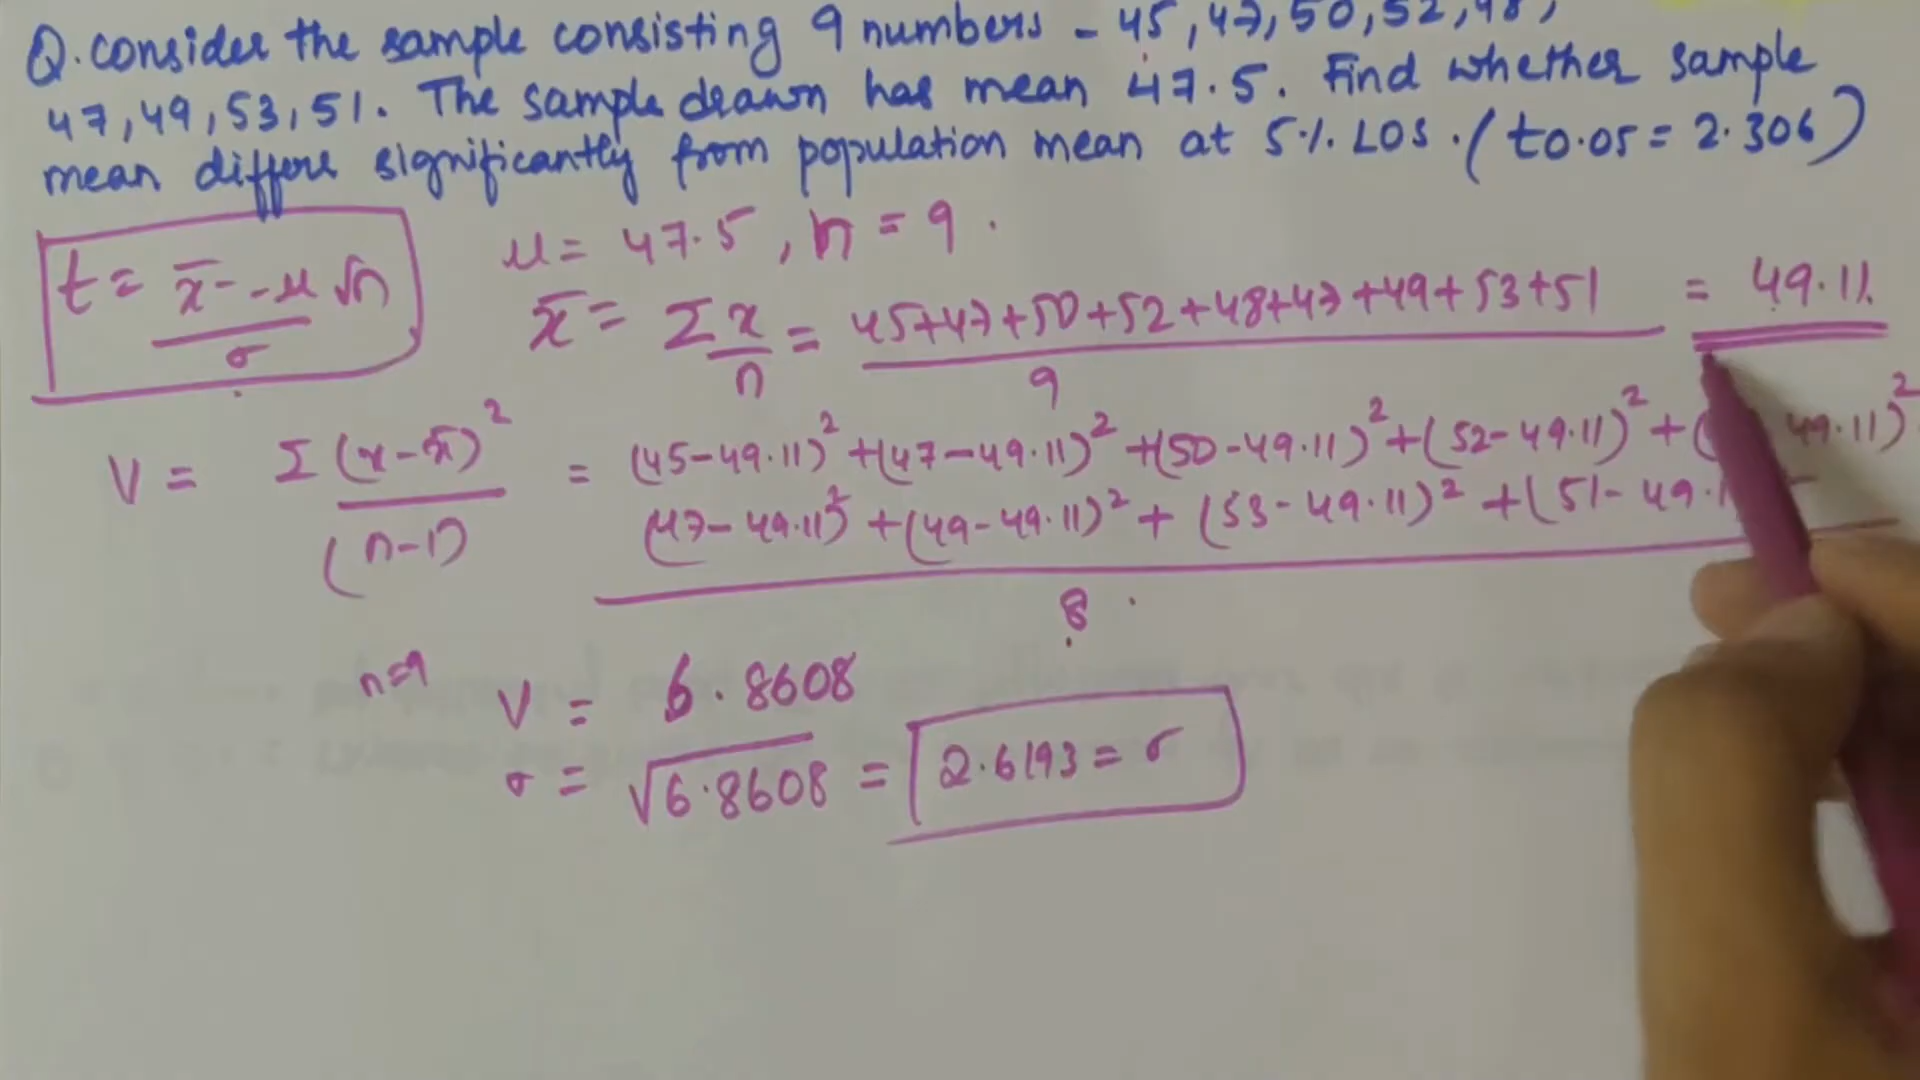 Q. consider the sample consisting 9 numbers - 45, 47, 50, 52, 48,
47, 49, 53, 51. The sample drawn has mean 47.5. Find whether sample
mean differs significantly from population mean at 5% LOS. (t0.05 = 2.306)
t = x̄ - μ/σ √n
μ = 47.5, n = 9.
x̄ = Σx/n = 45+47+50+52+48+47+49+53+51/9 = 49.11.
V = Σ(x-x̄)²/(n-1) = (45-49.11)² + (47-49.11)² + (50-49.11)² + (52-49.11)² + ( 49.11)²
(47-49.11)² + (49-49.11)² + (53-49.11)² + (51-49.1
8
n=9
V = 6.8608
σ = √6.8608 = 2.6193 = σ